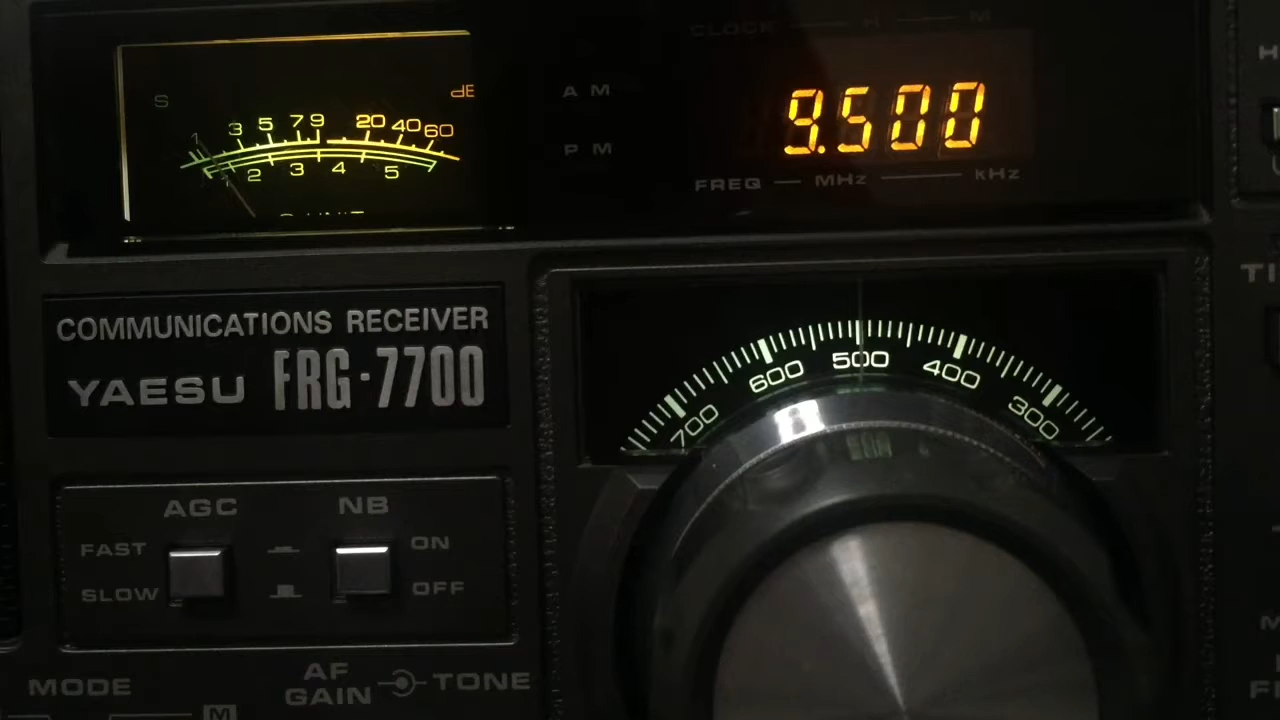 CLOCK — H — M
S
dB
1 3 5 7 9 20 40 60
2 3 4 5
AM
PM
9.500
FREQ — MHz — kHz
COMMUNICATIONS RECEIVER
YAESU FRG-7700
700 600 500 400 300
AGC
NB
FAST
SLOW
ON
OFF
MODE
AF
GAIN
TONE
M